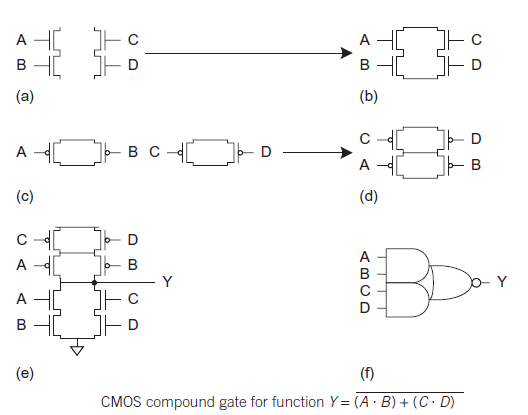 A C A C
B D B D
(a) (b)
C D
A B C D A B
(c) (d)
C D
A B A
Y B Y
A C C
B D D
(e) (f)
CMOS compound gate for function Y = (A · B) + (C · D)